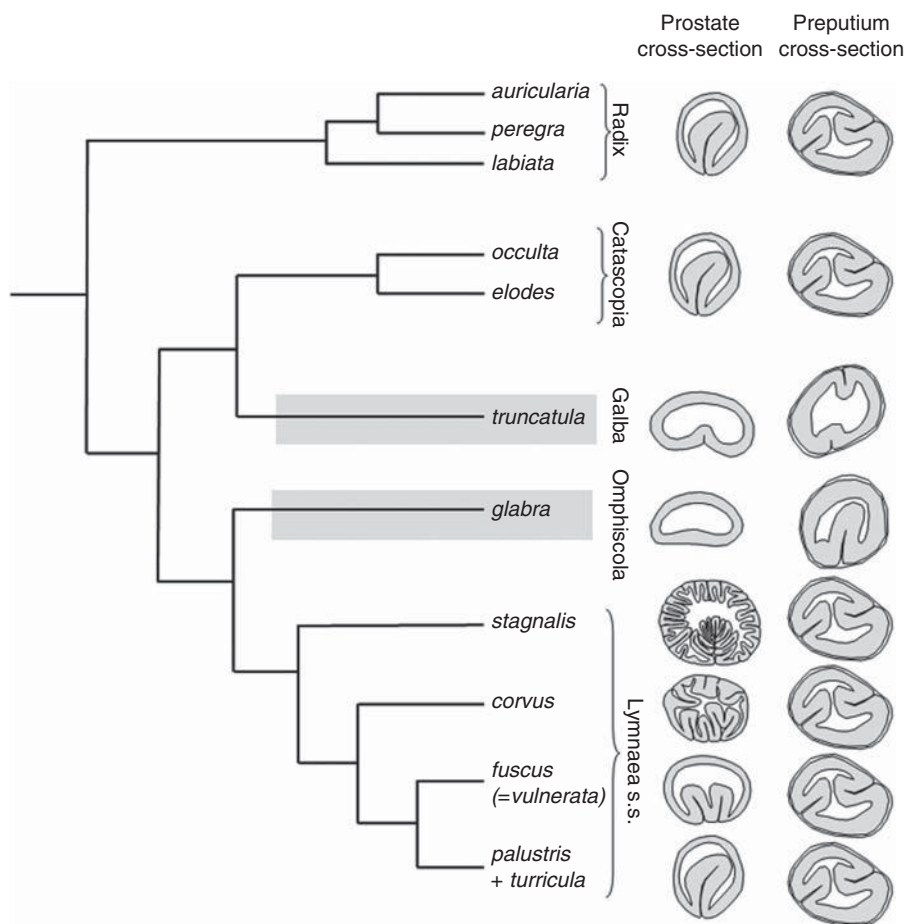 Prostate
cross-section
Preputium
cross-section
auricularia
peregra
labiata
Radix
occulta
elodes
Catascopia
truncatula
Galba
glabra
Omphiscola
stagnalis
corvus
fuscus
(=vulnerata)
palustris
+ turricula
Lymnaea s.s.